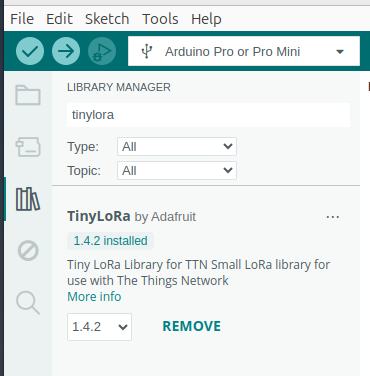 File Edit Sketch Tools Help
Arduino Pro or Pro Mini
LIBRARY MANAGER
tinylora
Type: All
Topic: All
TinyLoRa by Adafruit ...
1.4.2 installed
Tiny LoRa Library for TTN Small LoRa library for
use with The Things Network
More info
1.4.2 REMOVE